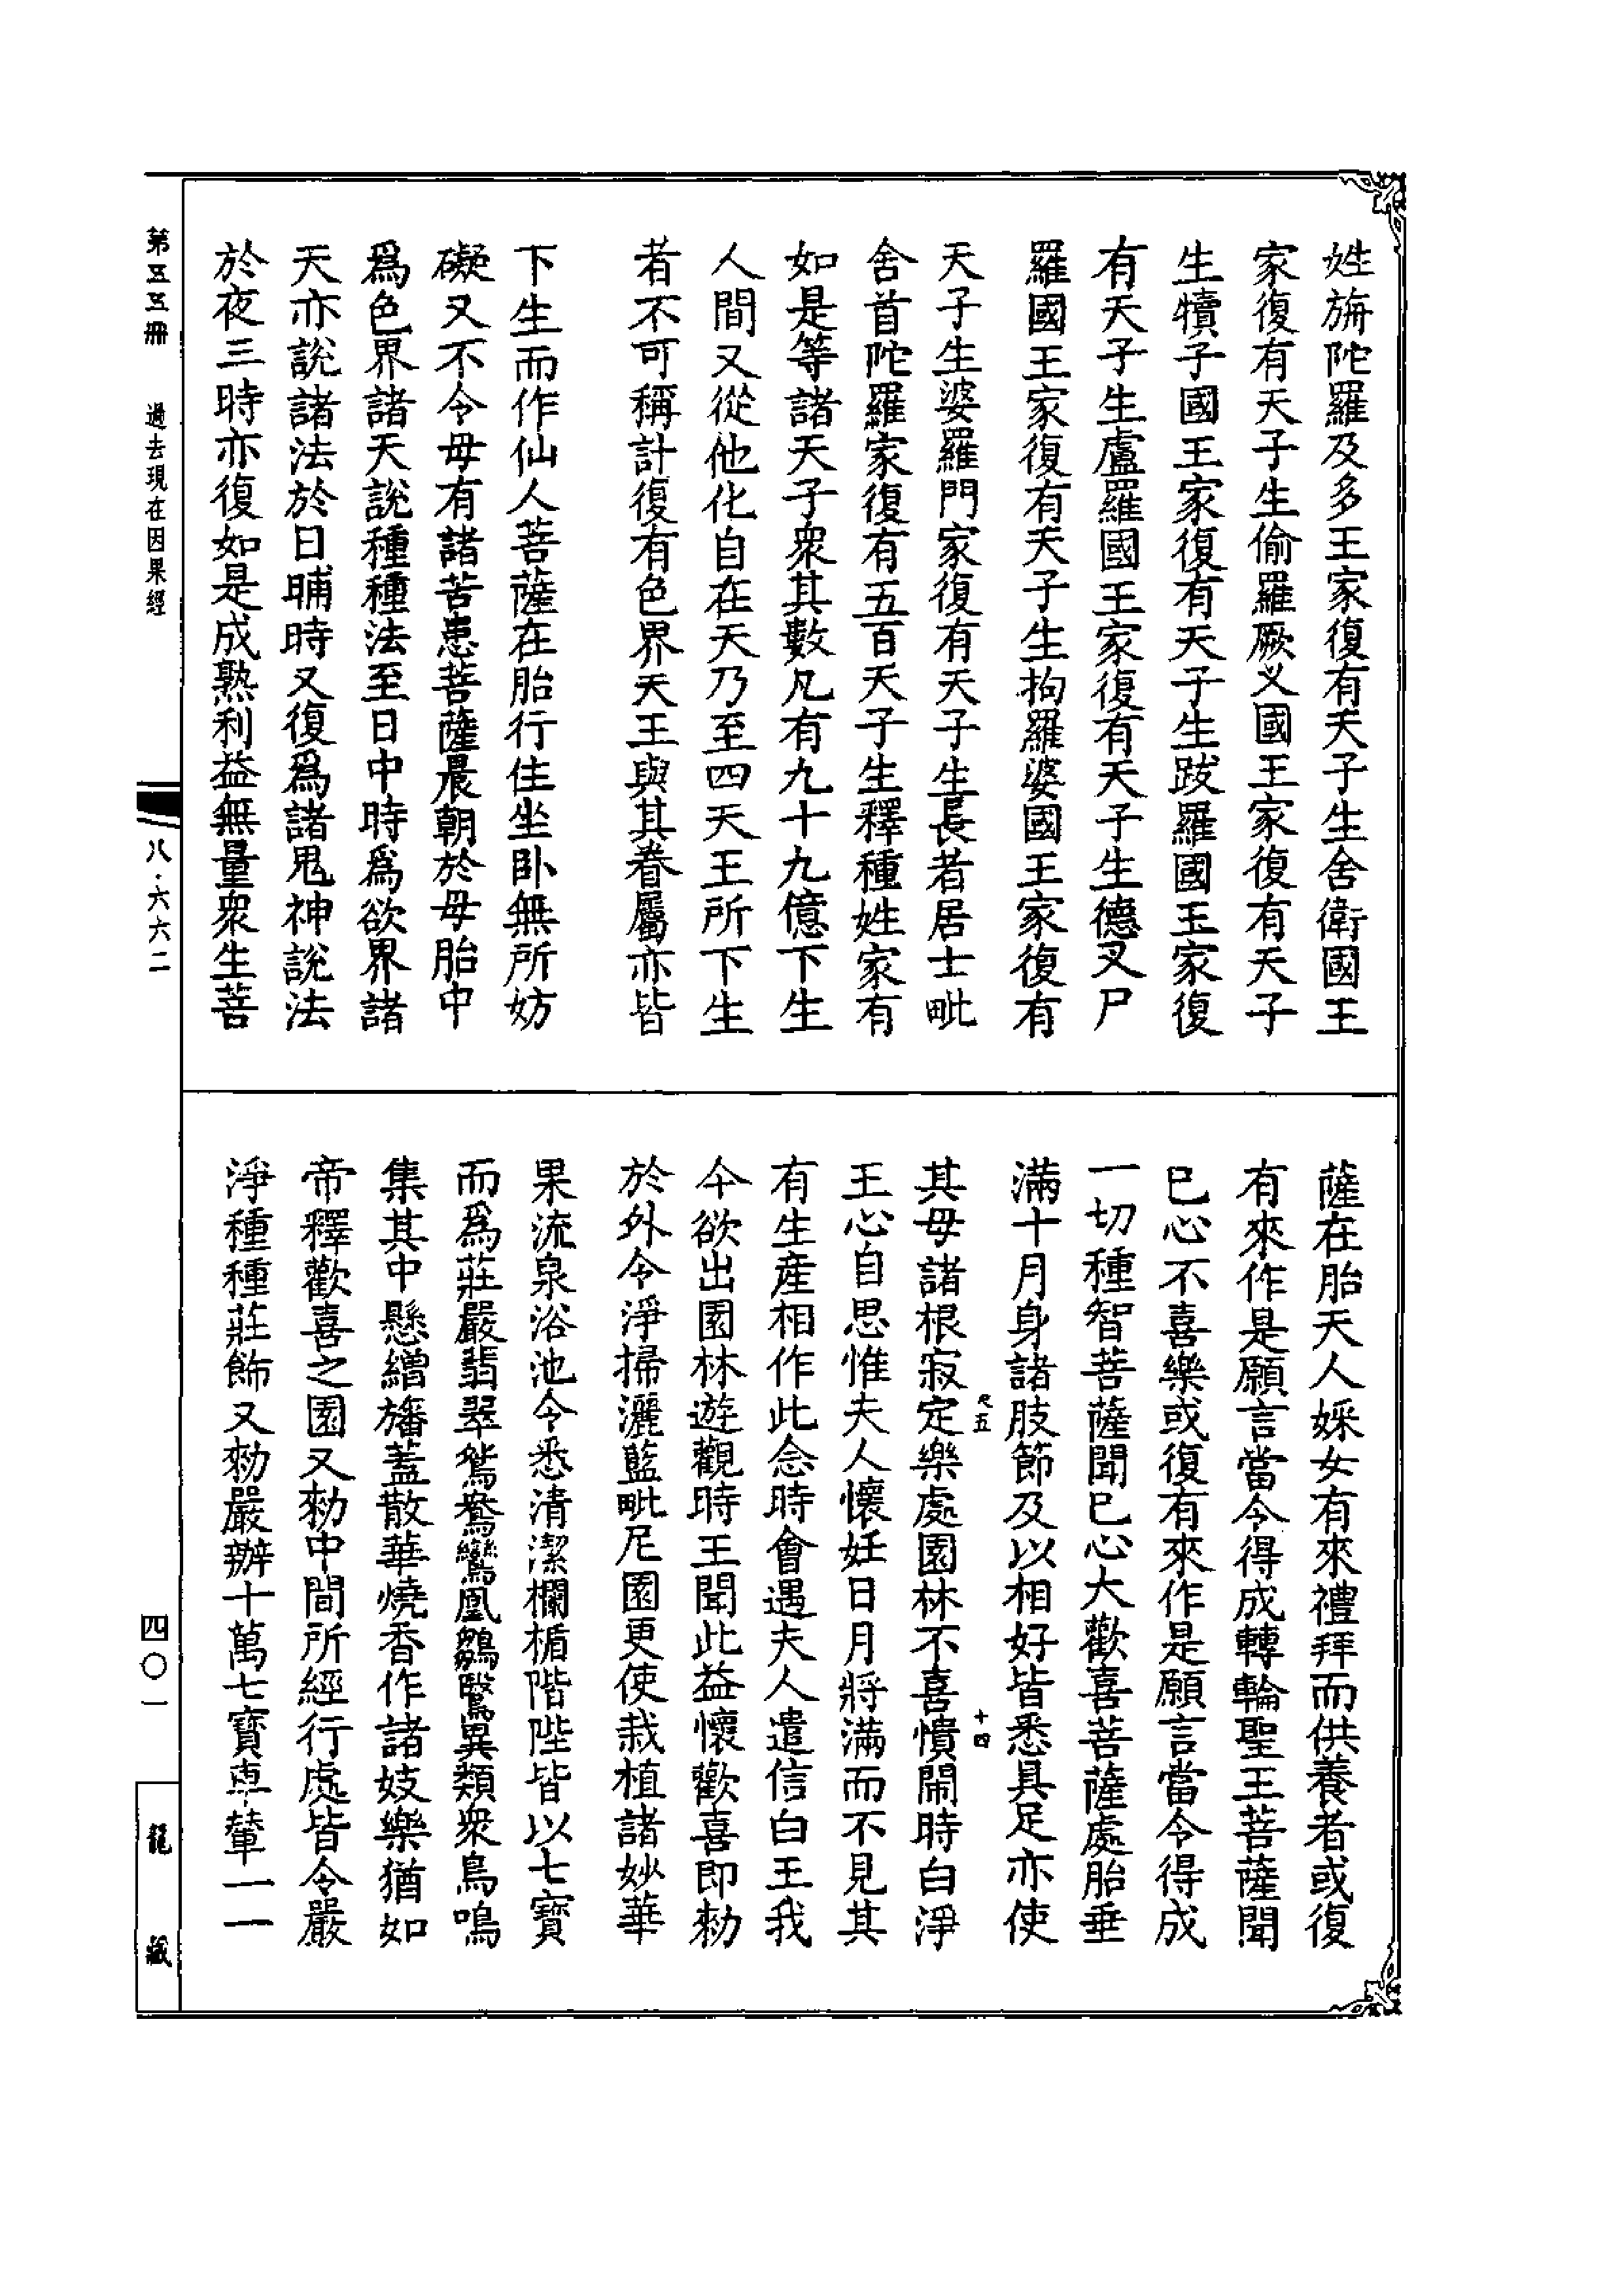 姓旃陀羅及多王家復有天子生舍衛國王
家復有天子生偷羅厥叉國王家復有天子
生犢子國王家復有天子生跋羅國王家復
有天子生盧羅國王家復有天子生德叉尸
羅國王家復有天子生拘羅婆國王家復有
天子生婆羅門家復有天子生長者居士毗
舍首陀羅家復有五百天子生釋種姓家有
如是等諸天子衆其數凡有九十九億下生
人間又從他化自在天乃至四天王所下生
者不可稱計復有色界天王與其眷屬亦皆
下生而作仙人菩薩在胎行住坐卧無所妨
礙又不令母有諸苦患菩薩晨朝於母胎中
爲色界諸天說種種法至日中時爲欲界諸
天亦說諸法於日晡時又復爲諸鬼神說法
於夜三時亦復如是成熟利益無量衆生菩
薩在胎天人婇女有來禮拜而供養者或復
有來作是願言當今得成轉輪聖王菩薩聞
已心不喜樂或復有來作是願言當今得成
一切種智菩薩聞已心大歡喜菩薩處胎垂
滿十月身諸肢節及以相好皆悉具足亦使
其母諸根寂定樂處園林不喜憒閙時白淨
尺五
十四
王心自思惟夫人懷妊日月將滿而不見其
有生產相作此念時會遇夫人遣信白王我
今欲出園林遊觀時王聞此益懷歡喜即勑
於外令淨掃灑藍毗尼園更使栽植諸妙華
果流泉浴池令悉清潔欄楯階陛皆以七寶
而爲莊嚴翡翠鴛鴦鸞鳳鷖異類衆鳥鳴
集其中懸繒旛蓋散華燒香作諸妓樂猶如
帝釋歡喜之園又勑中間所經行處皆令嚴
淨種種莊飾又勑嚴辦十萬七寶車輦一一
第五五冊
過去現在因果經
八·六六二
四〇一
龍藏